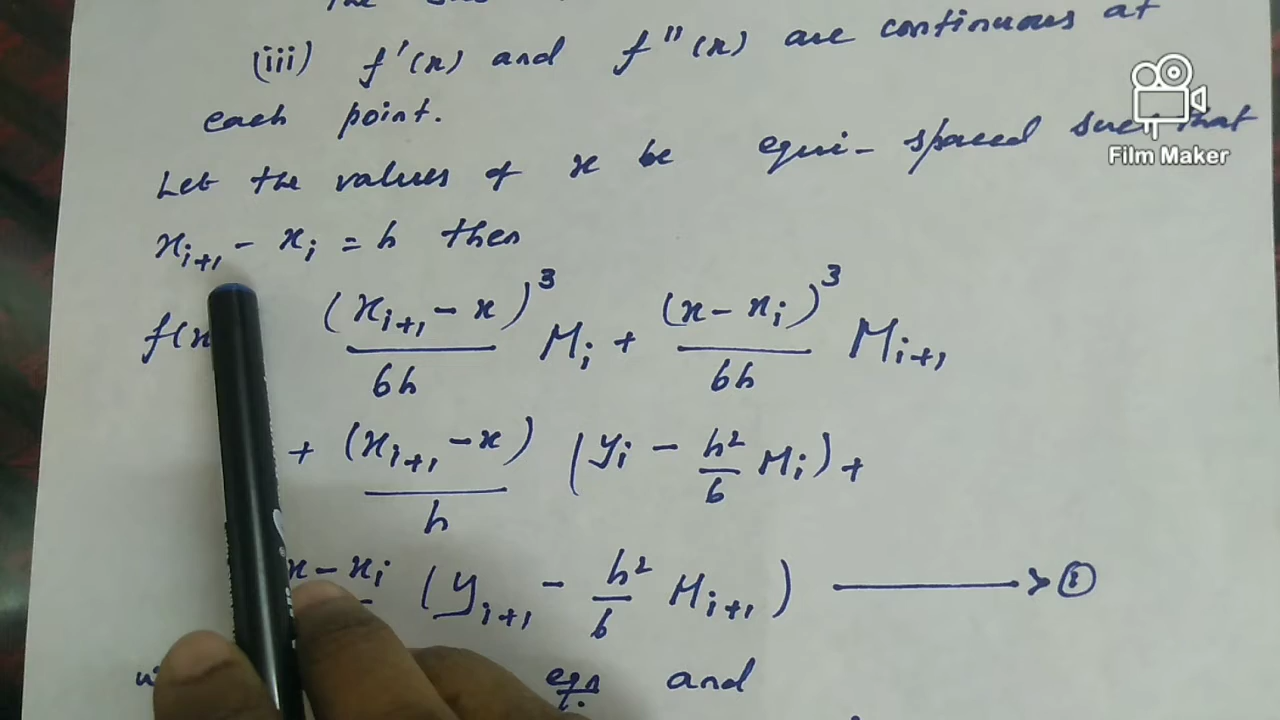 The
(iii) f'(x) and f''(x) are continuous at
each point.
Let the values of x be equi-spaced such that
x_{i+1} - x_i = h then
f(x (x_{i+1} - x)^3 / 6h M_i + (x - x_i)^3 / 6h M_{i+1}
+ (x_{i+1} - x) / h (y_i - h^2/6 M_i) +
x - x_i (y_{i+1} - h^2/6 M_{i+1}) → ①
eqn and
Film Maker